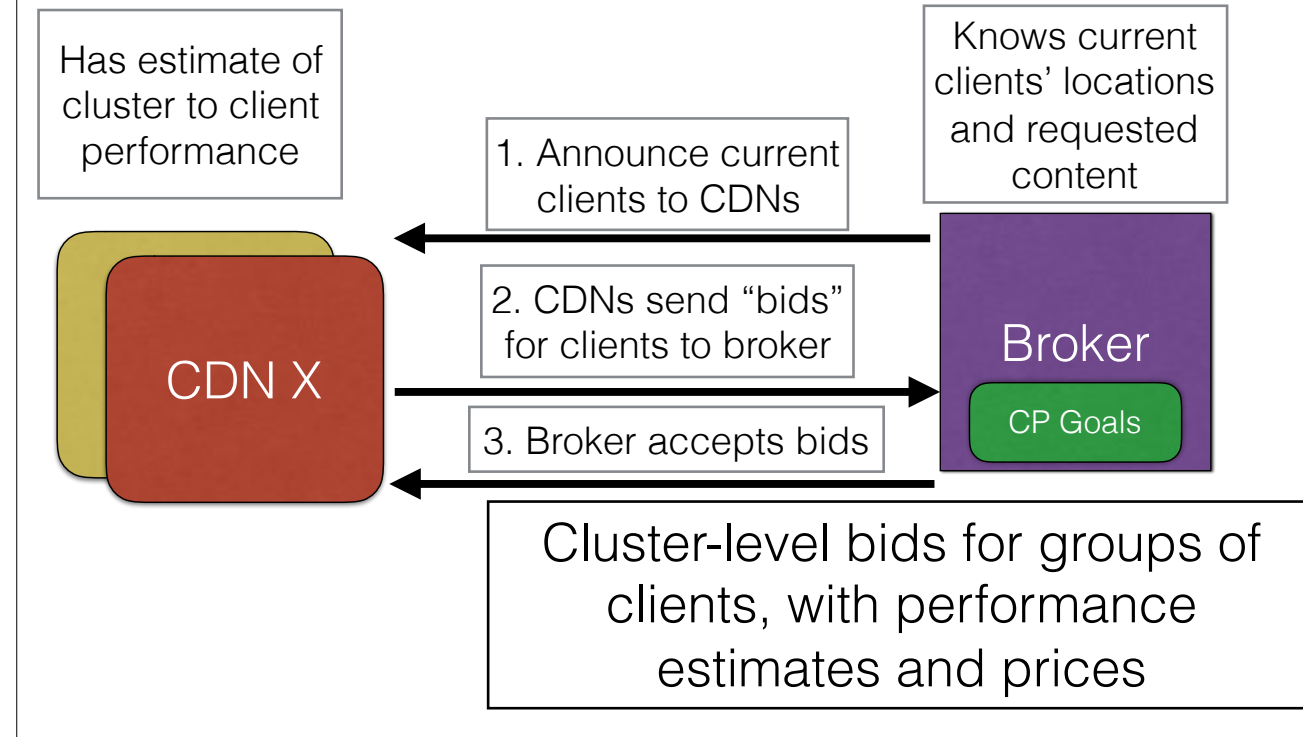 Has estimate of
cluster to client
performance
Knows current
clients’ locations
and requested
content
1. Announce current
clients to CDNs
2. CDNs send “bids”
for clients to broker
CDN X
Broker
CP Goals
3. Broker accepts bids
Cluster-level bids for groups of
clients, with performance
estimates and prices